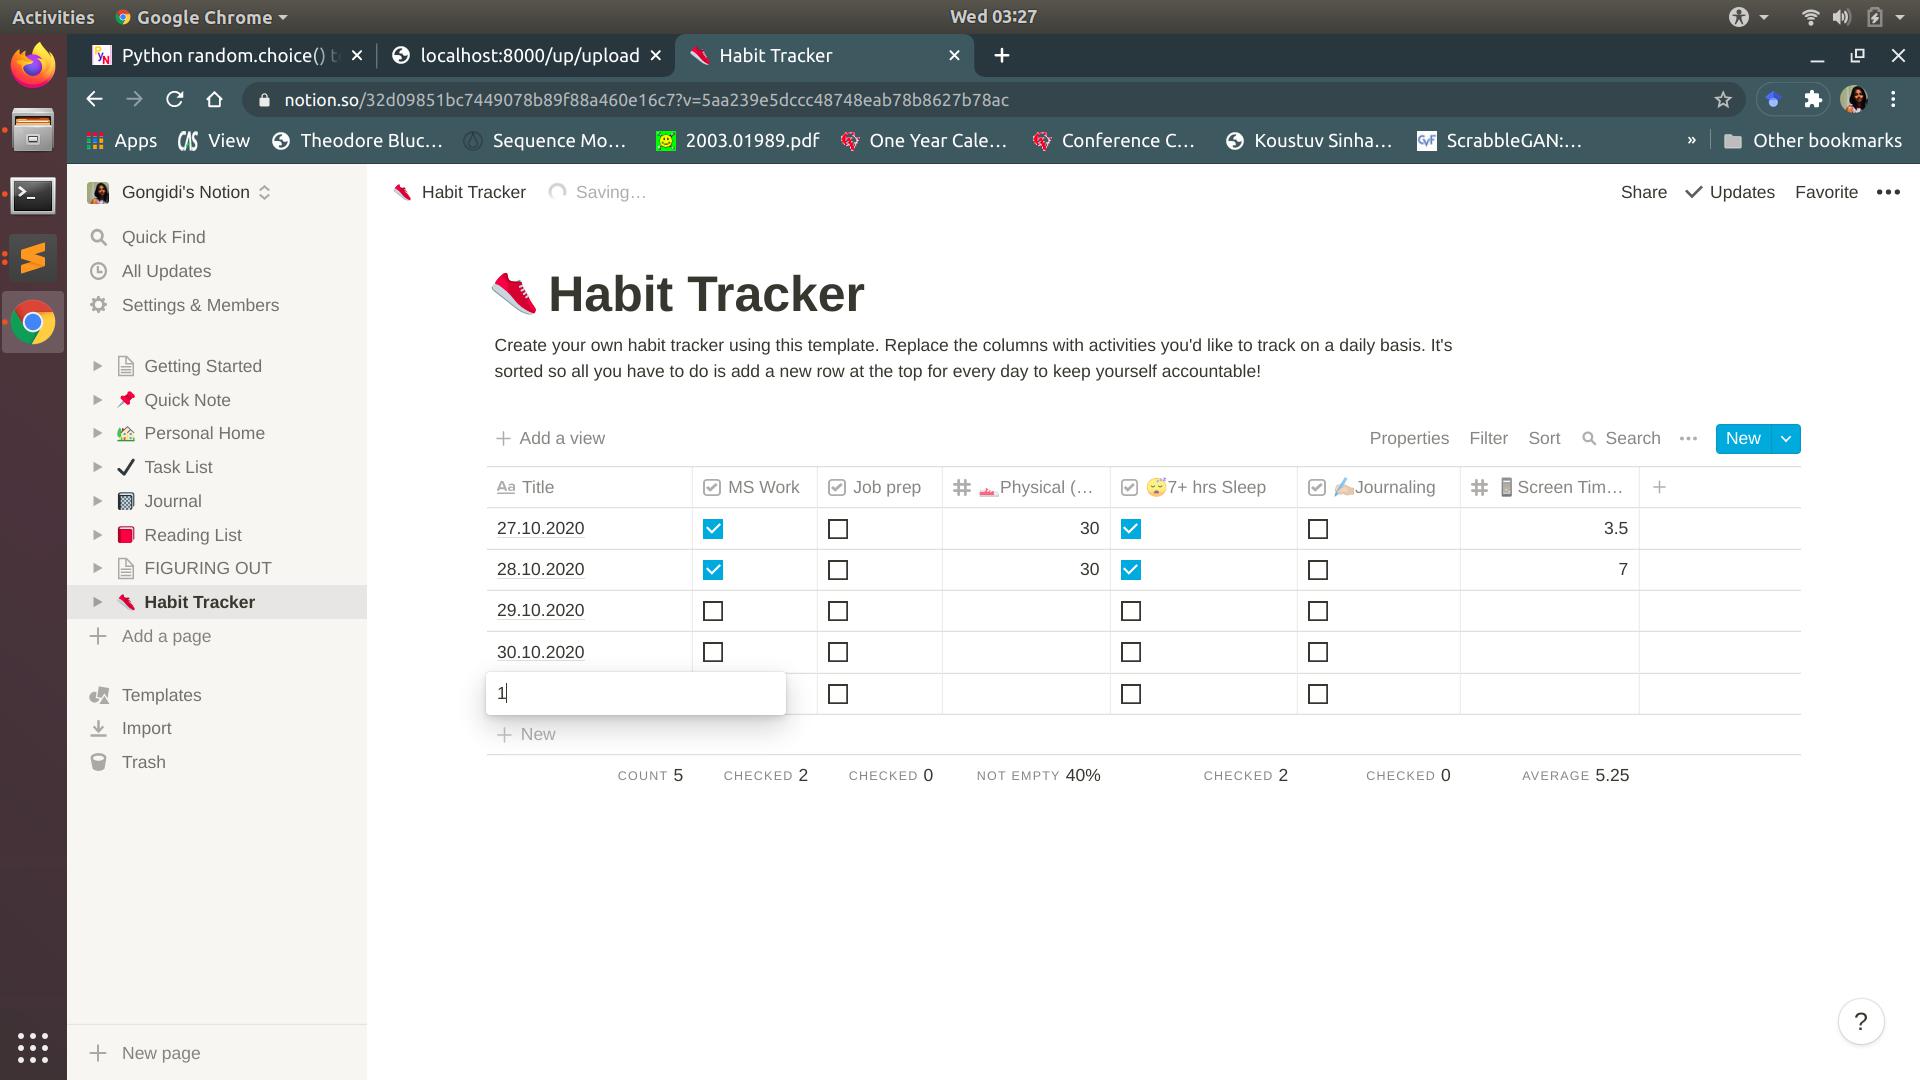 Activities Google Chrome Wed 03:27
Python random.choice() t localhost:8000/up/upload Habit Tracker
notion.so/32d09851bc7449078b89f88a460e16c7?v=5aa239e5dccc48748eab78b8627b78ac
Apps View Theodore Bluc... Sequence Mo... 2003.01989.pdf One Year Cale... Conference C... Koustuv Sinha... ScrabbleGAN:... » Other bookmarks
Gongidi's Notion
Quick Find
All Updates
Settings & Members
Getting Started
Quick Note
Personal Home
Task List
Journal
Reading List
FIGURING OUT
Habit Tracker
Add a page
Templates
Import
Trash
New page
Habit Tracker Saving... Share Updates Favorite
Habit Tracker
Create your own habit tracker using this template. Replace the columns with activities you'd like to track on a daily basis. It's
sorted so all you have to do is add a new row at the top for every day to keep yourself accountable!
Add a view Properties Filter Sort Search New
Aa Title MS Work Job prep # Physical (... 7+ hrs Sleep Journaling # Screen Tim...
27.10.2020 30 3.5
28.10.2020 30 7
29.10.2020
30.10.2020
1
New
COUNT 5 CHECKED 2 CHECKED 0 NOT EMPTY 40% CHECKED 2 CHECKED 0 AVERAGE 5.25
?